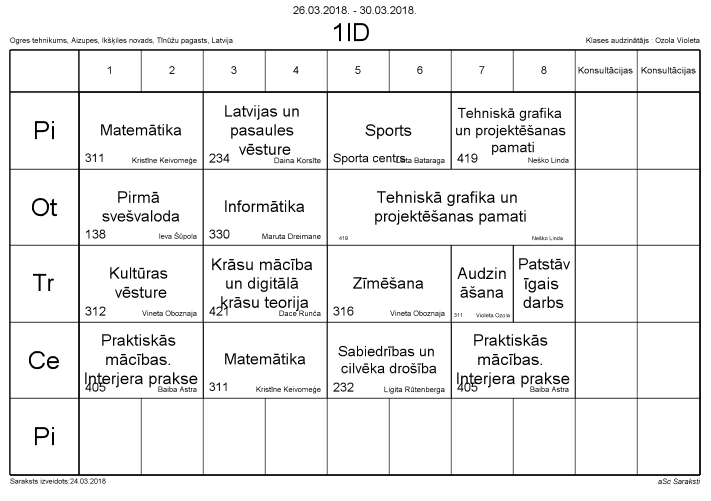 26.03.2018. - 30.03.2018.
1ID
Ogres tehnikums, Aizupes, Ikšķiles novads, Tīnūžu pagasts, Latvija
Klases audzinātājs : Ozola Violeta
1 2 3 4 5 6 7 8 Konsultācijas Konsultācijas
Pi
Matemātika
311 Kristīne Keivomeģe
Latvijas un
pasaules
vēsture
234 Daina Korsīte
Sports
Sporta centrs Bataraga
Tehniskā grafika
un projektēšanas
pamati
419 Neško Linda
Ot
Pirmā
svešvaloda
138 Ieva Šūpola
Informātika
330 Maruta Dreimane
Tehniskā grafika un
projektēšanas pamati
419 Neško Linda
Tr
Kultūras
vēsture
312 Vineta Oboznaja
Krāsu mācība
un digitālā
krāsu teorija
421 Dace Runča
Zīmēšana
316 Vineta Oboznaja
Audzin
āšana
311 Violeta Ozola
Patstāv
īgais
darbs
Ce
Praktiskās
mācības.
Interjera prakse
405 Baiba Astra
Matemātika
311 Kristīne Keivomeģe
Sabiedrības un
cilvēka drošība
232 Ligita Rūtenberga
Praktiskās
mācības.
Interjera prakse
405 Baiba Astra
Pi
Saraksts izveidots:24.03.2018
aSc Saraksti